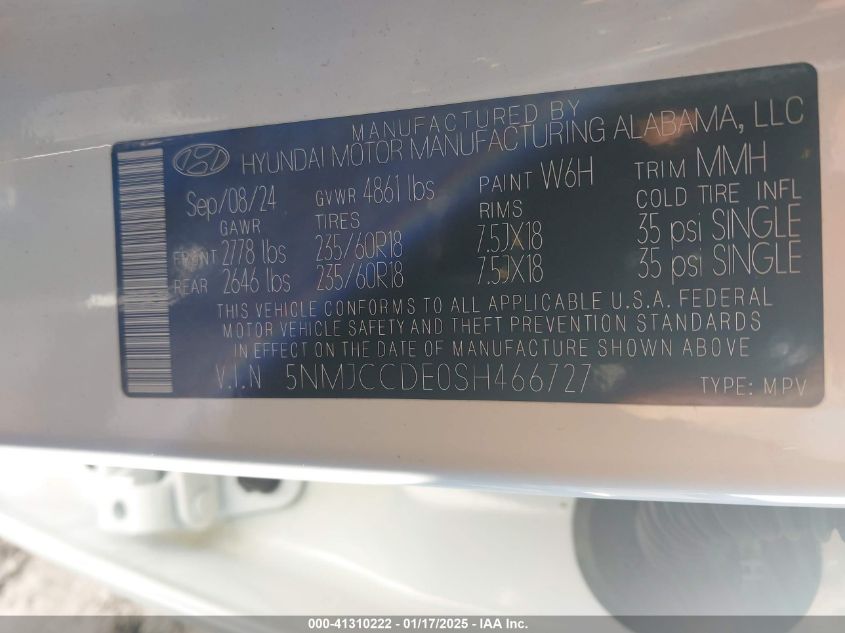 MANUFACTURED BY
HYUNDAI MOTOR MANUFACTURING ALABAMA, LLC
Sep/08/24 GVWR 4861 lbs PAINT W6H TRIM MMH
GAWR TIRES RIMS COLD TIRE INFL
FRONT 2778 lbs 235/60R18 7.5JX18 35 psi SINGLE
REAR 2646 lbs 235/60R18 7.5JX18 35 psi SINGLE
THIS VEHICLE CONFORMS TO ALL APPLICABLE U.S.A. FEDERAL
MOTOR VEHICLE SAFETY AND THEFT PREVENTION STANDARDS
IN EFFECT ON THE DATE OF MANUFACTURE SHOWN ABOVE
V.I.N 5NMJCCDE0SH466727 TYPE: MPV
000-41310222 - 01/17/2025 - IAA Inc.